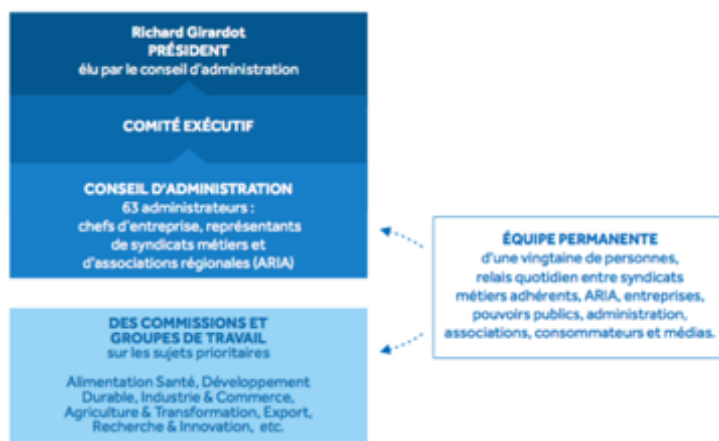 Richard Girardot
PRÉSIDENT
élu par le conseil d'administration
COMITÉ EXÉCUTIF
CONSEIL D'ADMINISTRATION
63 administrateurs :
chefs d'entreprise, représentants
de syndicats métiers et
d'associations régionales (ARIA)
ÉQUIPE PERMANENTE
d'une vingtaine de personnes,
relais quotidien entre syndicats
métiers adhérents, ARIA, entreprises,
pouvoirs publics, administration,
associations, consommateurs et médias.
DES COMMISSIONS ET
GROUPES DE TRAVAIL
sur les sujets prioritaires
Alimentation Santé, Développement
Durable, Industrie & Commerce,
Agriculture & Transformation, Export,
Recherche & Innovation, etc.